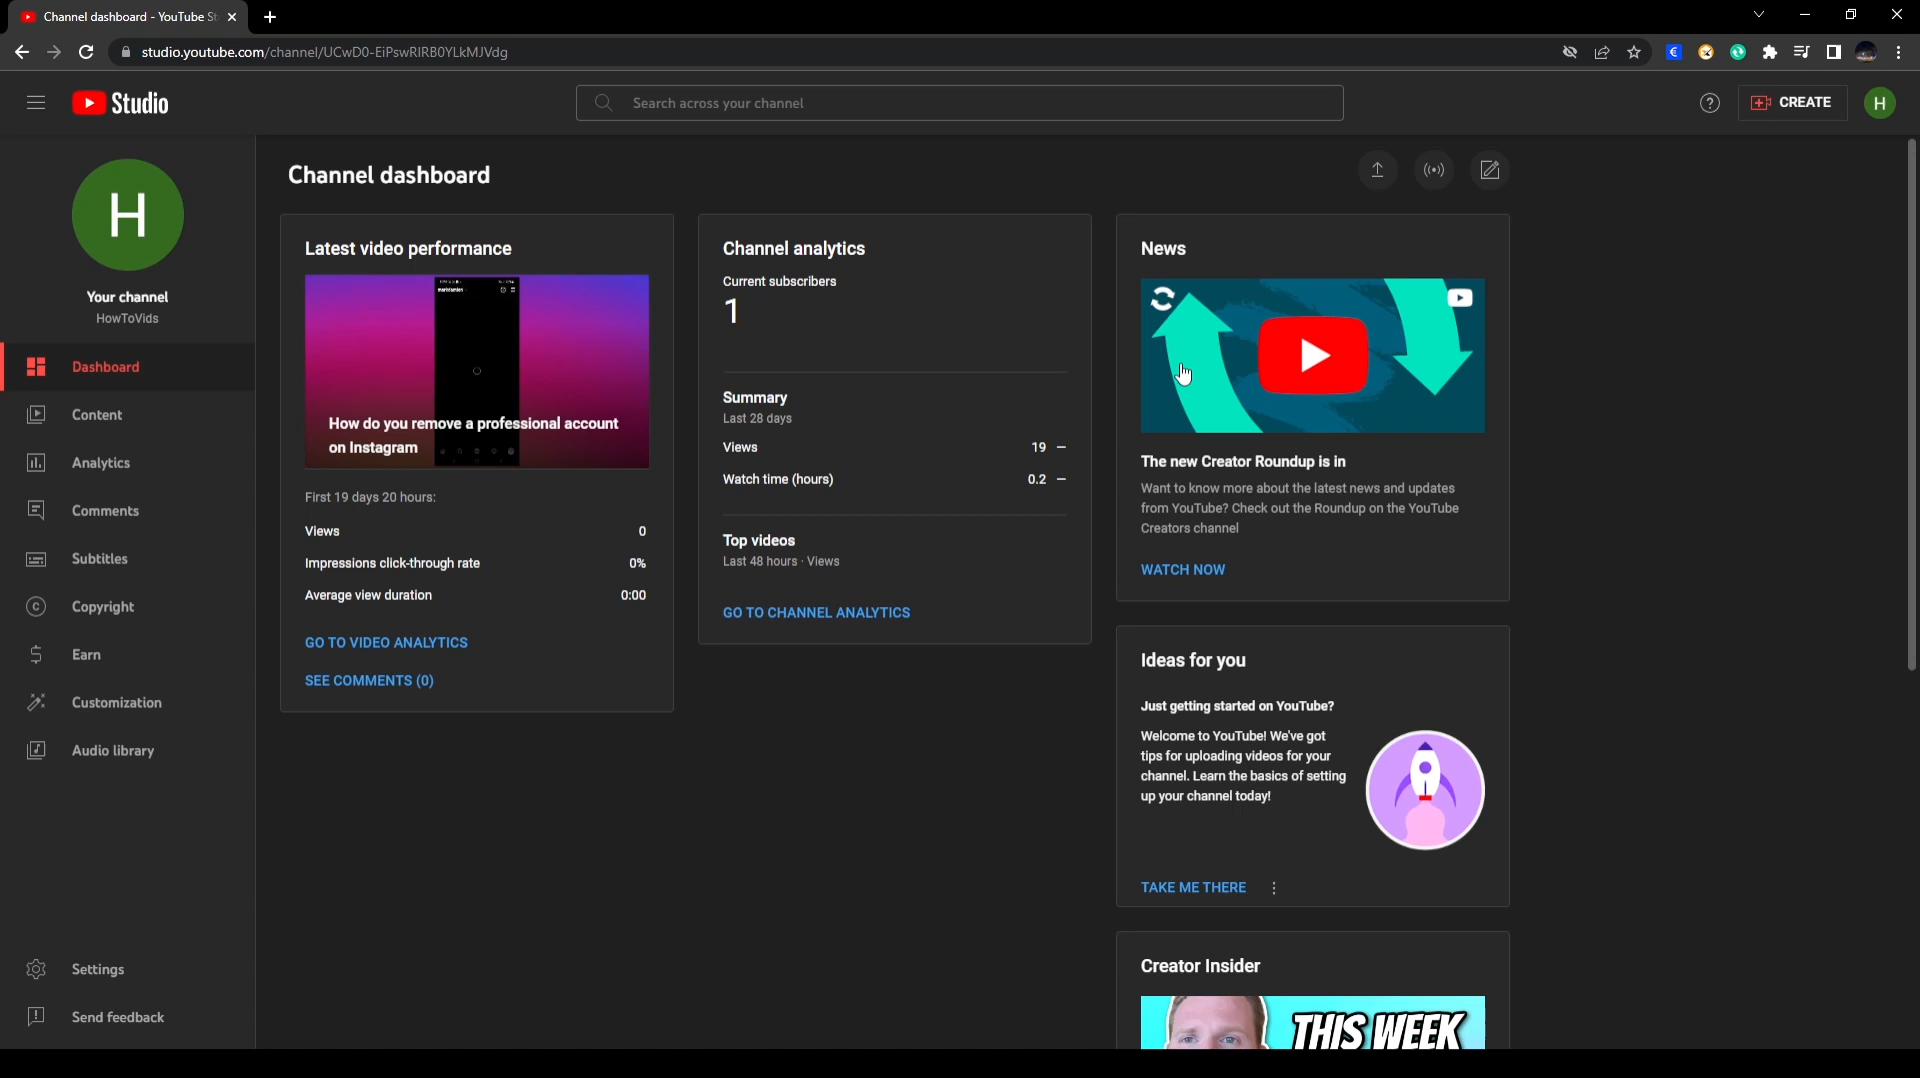 Channel dashboard - YouTube St
studio.youtube.com/channel/UCwD0-EiPswRIRB0YLkMJVdg
Studio
Search across your channel
CREATE
H
H
Your channel
HowToVids
Dashboard
Content
Analytics
Comments
Subtitles
Copyright
Earn
Customization
Audio library
Settings
Send feedback
Channel dashboard
Latest video performance
How do you remove a professional account
on Instagram
First 19 days 20 hours:
Views 0
Impressions click-through rate 0%
Average view duration 0:00
GO TO VIDEO ANALYTICS
SEE COMMENTS (0)
Channel analytics
Current subscribers
1
Summary
Last 28 days
Views 19 —
Watch time (hours) 0.2 —
Top videos
Last 48 hours · Views
GO TO CHANNEL ANALYTICS
News
The new Creator Roundup is in
Want to know more about the latest news and updates
from YouTube? Check out the Roundup on the YouTube
Creators channel
WATCH NOW
Ideas for you
Just getting started on YouTube?
Welcome to YouTube! We've got
tips for uploading videos for your
channel. Learn the basics of setting
up your channel today!
TAKE ME THERE
Creator Insider
THIS WEEK